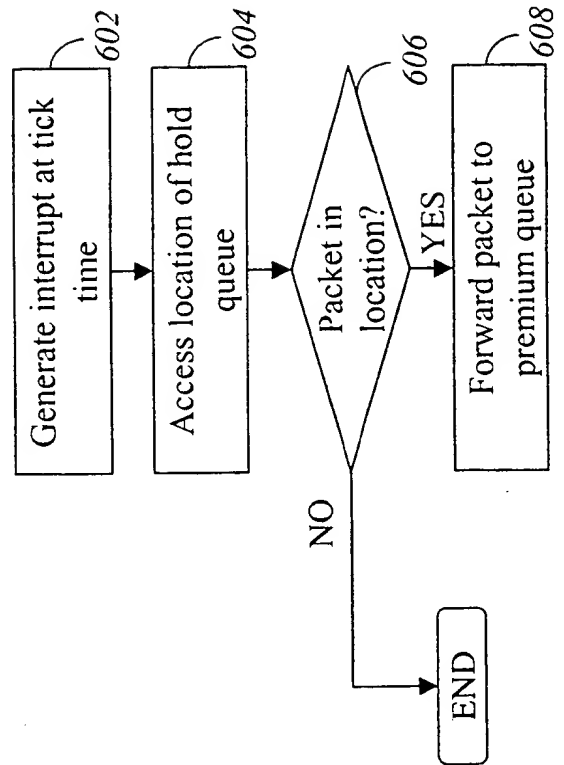 602
Generate interrupt at tick
time
604
Access location of hold
queue
606
Packet in
location?
NO
YES
608
Forward packet to
premium queue
END